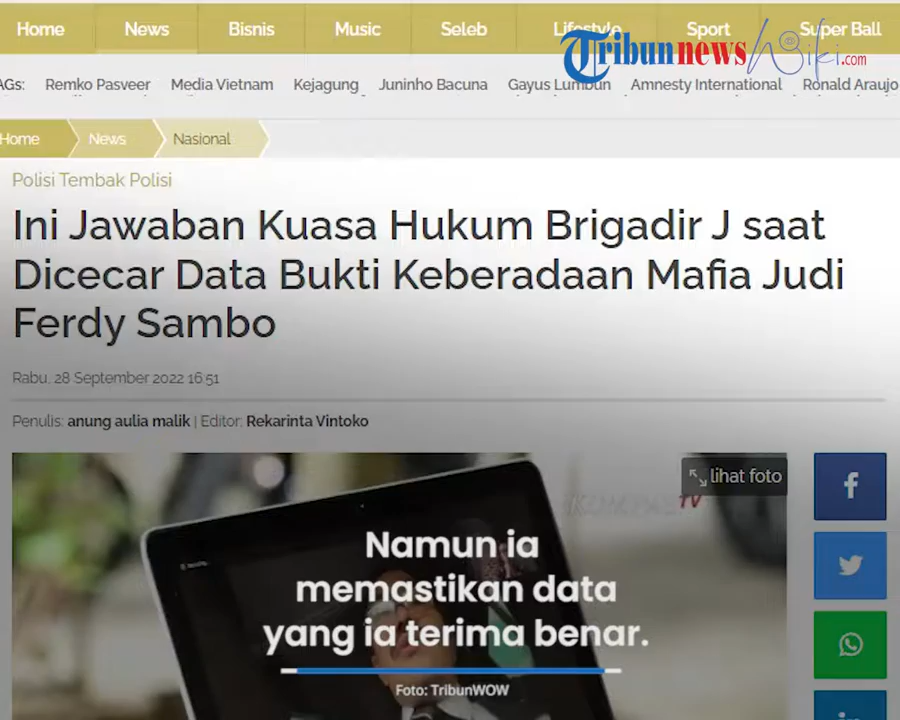 Home News Bisnis Music Seleb Lifestyle Sport Super Ball
Tribunnewswiki.com
AGs: Remko Pasveer Media Vietnam Kejagung Juninho Bacuna Gayus Lumbun Amnesty International Ronald Araujo
Home News Nasional
Polisi Tembak Polisi
Ini Jawaban Kuasa Hukum Brigadir J saat
Dicecar Data Bukti Keberadaan Mafia Judi
Ferdy Sambo
Rabu, 28 September 2022 16:51
Penulis: anung aulia malik | Editor: Rekarinta Vintoko
lihat foto
KOMPAS TV
Namun ia
memastikan data
yang ia terima benar.
Foto: TribunWOW